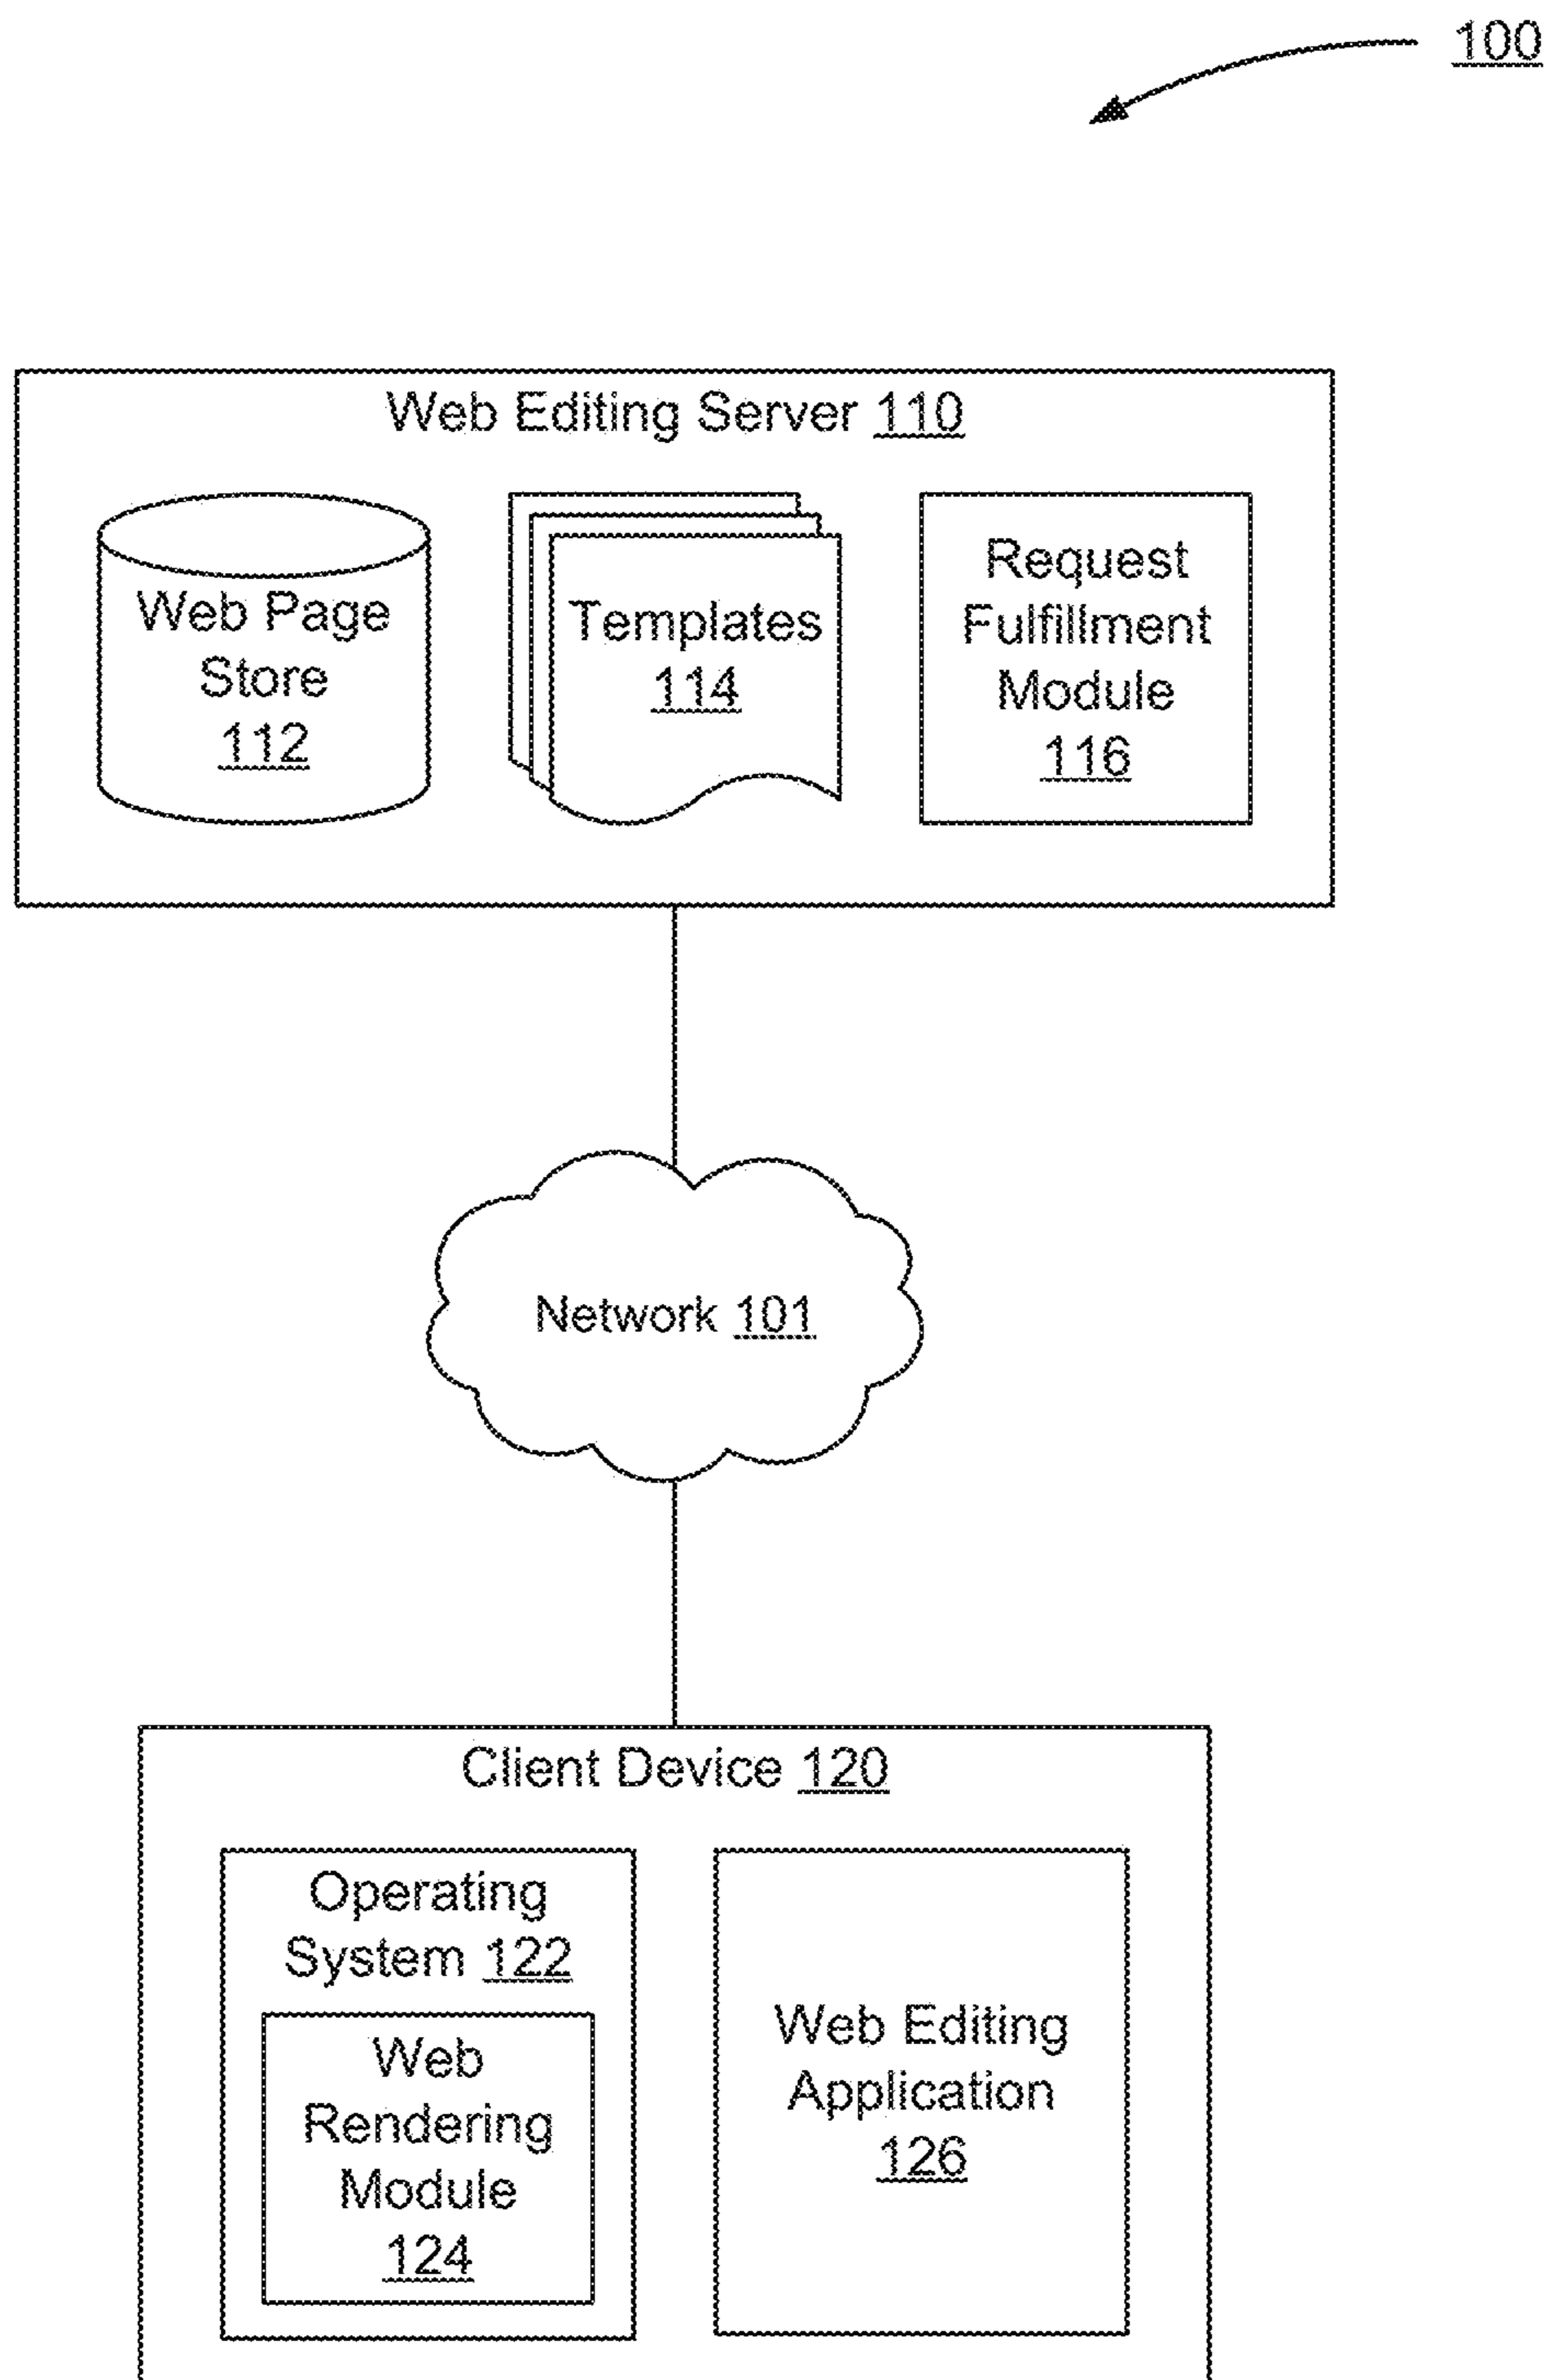 100
Web Editing Server 110
Web Page
Store
112
Templates
114
Request
Fulfillment
Module
116
Network 101
Client Device 120
Operating
System 122
Web
Rendering
Module
124
Web Editing
Application
126